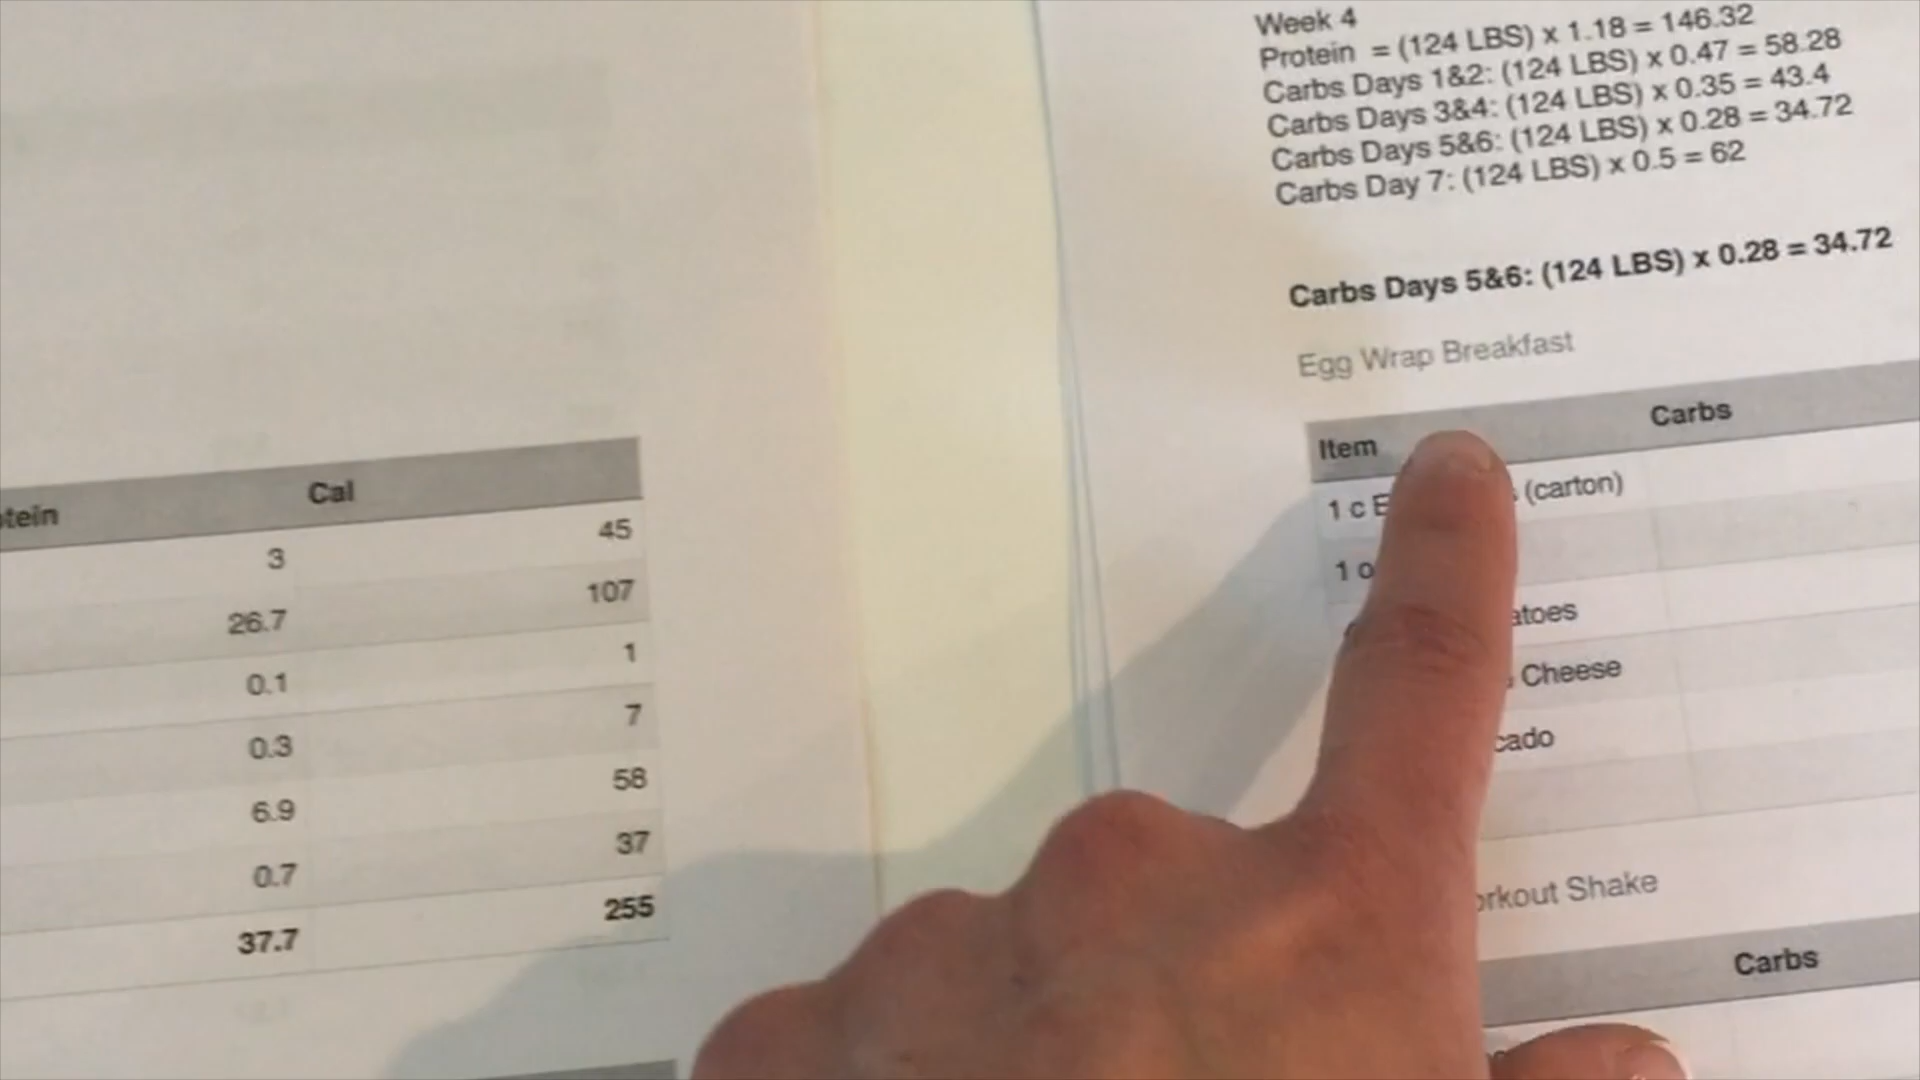 Cal
3 45
26.7 107
0.1 1
0.3 7
6.9 58
0.7 37
37.7 255
Week 4
Protein = (124 LBS) x 1.18 = 146.32
Carbs Days 1&2: (124 LBS) x 0.47 = 58.28
Carbs Days 3&4: (124 LBS) x 0.35 = 43.4
Carbs Days 5&6: (124 LBS) x 0.28 = 34.72
Carbs Day 7: (124 LBS) x 0.5 = 62
Carbs Days 5&6: (124 LBS) x 0.28 = 34.72
Egg Wrap Breakfast
Item Carbs
1 c (carton)
1
Cheese
Shake
Carbs